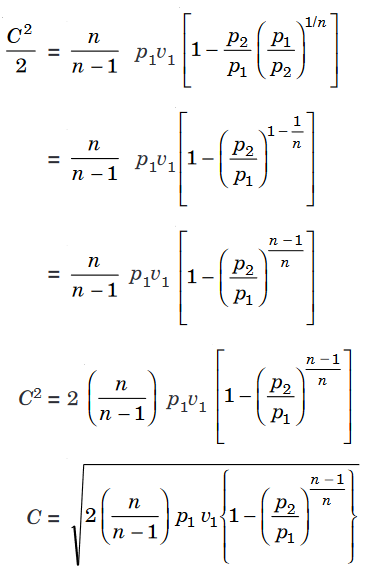 C²/2 = n/(n − 1) p₁v₁ [1 − p₂/p₁ (p₁/p₂)^(1/n)]
= n/(n − 1) p₁v₁ [1 − (p₂/p₁)^(1 − 1/n)]
= n/(n − 1) p₁v₁ [1 − (p₂/p₁)^((n − 1)/n)]
C² = 2 (n/(n − 1)) p₁v₁ [1 − (p₂/p₁)^((n − 1)/n)]
C = √(2(n/(n − 1)) p₁ v₁ {1 − (p₂/p₁)^((n − 1)/n)})